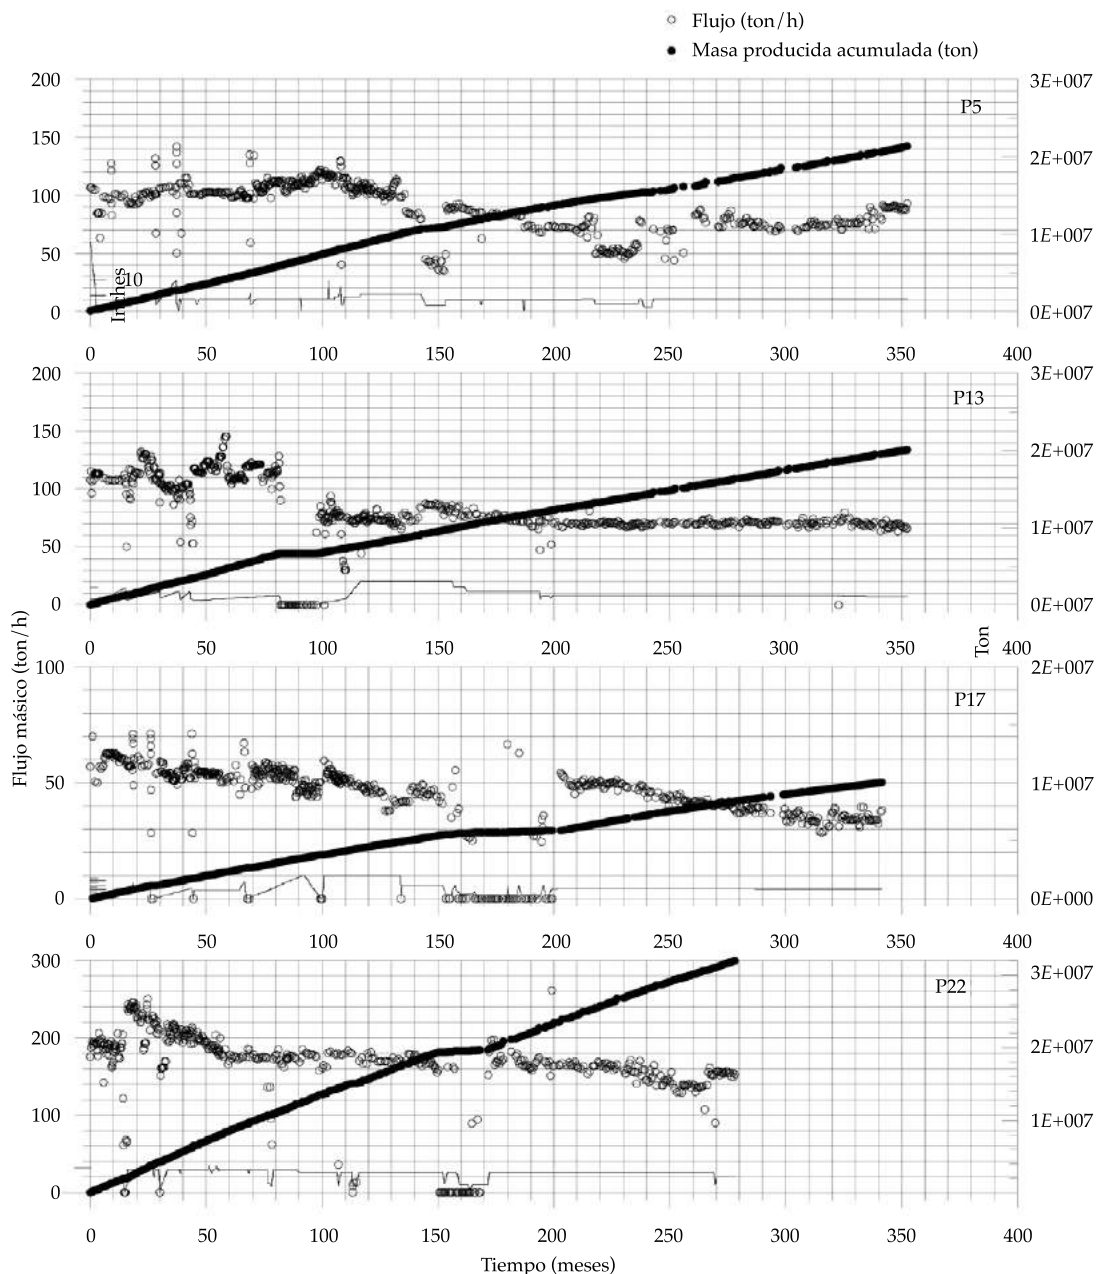 Flujo (ton/h)
Masa producida acumulada (ton)
200 3E+007
P5
150 2E+007
100
1E+007
50
10
Inches
0 0E+007
0 50 100 150 200 250 300 350 400
200 3E+007
P13
150 2E+007
100
1E+007
50
0 0E+007
0 50 100 150 200 250 300 350 400
Ton
Flujo másico (ton/h)
100 2E+007
P17
50 1E+007
0 0E+000
0 50 100 150 200 250 300 350 400
300 3E+007
P22
200 2E+007
100 1E+007
0
0 50 100 150 200 250 300 350 400
Tiempo (meses)